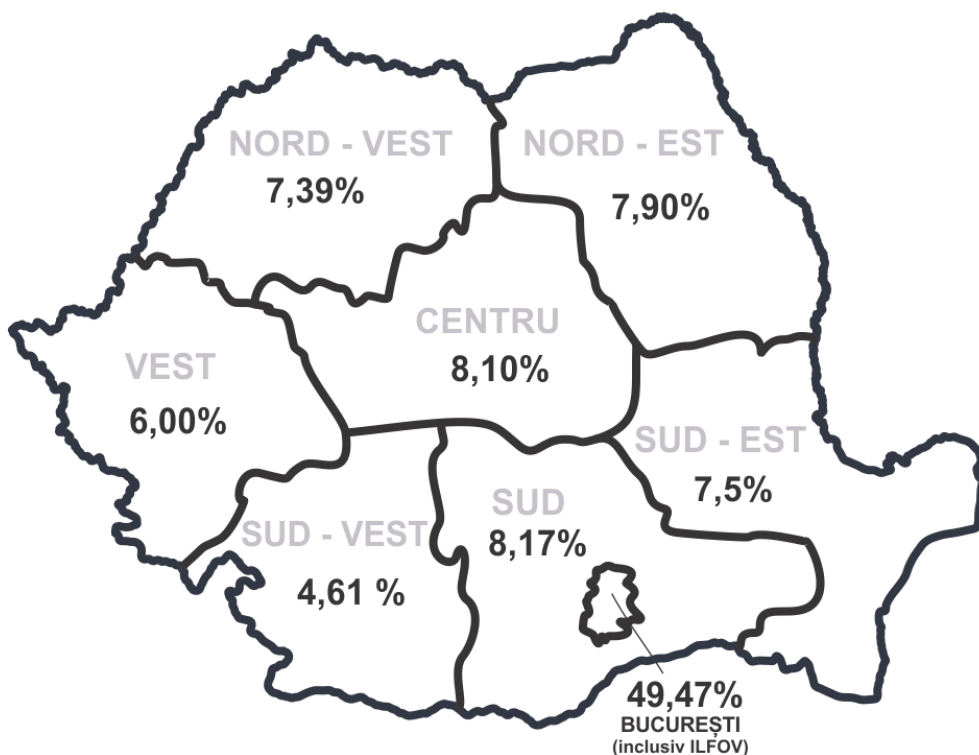 NORD - VEST
7,39%
NORD - EST
7,90%
CENTRU
8,10%
VEST
6,00%
SUD - EST
7,5%
SUD - VEST
4,61 %
SUD
8,17%
49,47%
BUCUREȘTI
(inclusiv ILFOV)